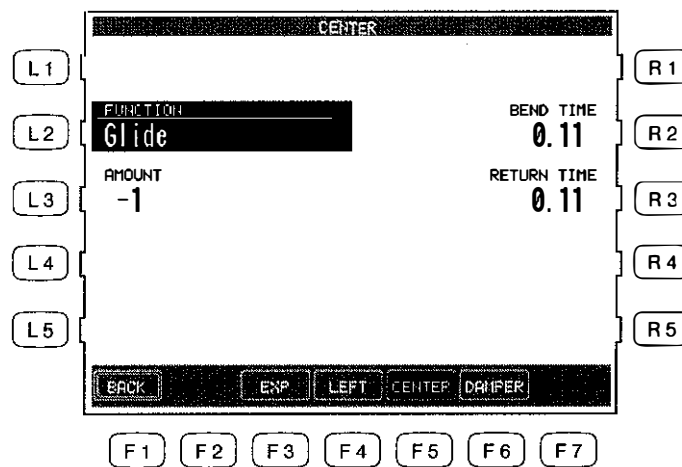 CENTER
L1
R1
FUNCTION
Glide
BEND TIME
0.11
L2
R2
AMOUNT
-1
RETURN TIME
0.11
L3
R3
L4
R4
L5
R5
BACK EXP LEFT CENTER DAMPER
F1 F2 F3 F4 F5 F6 F7